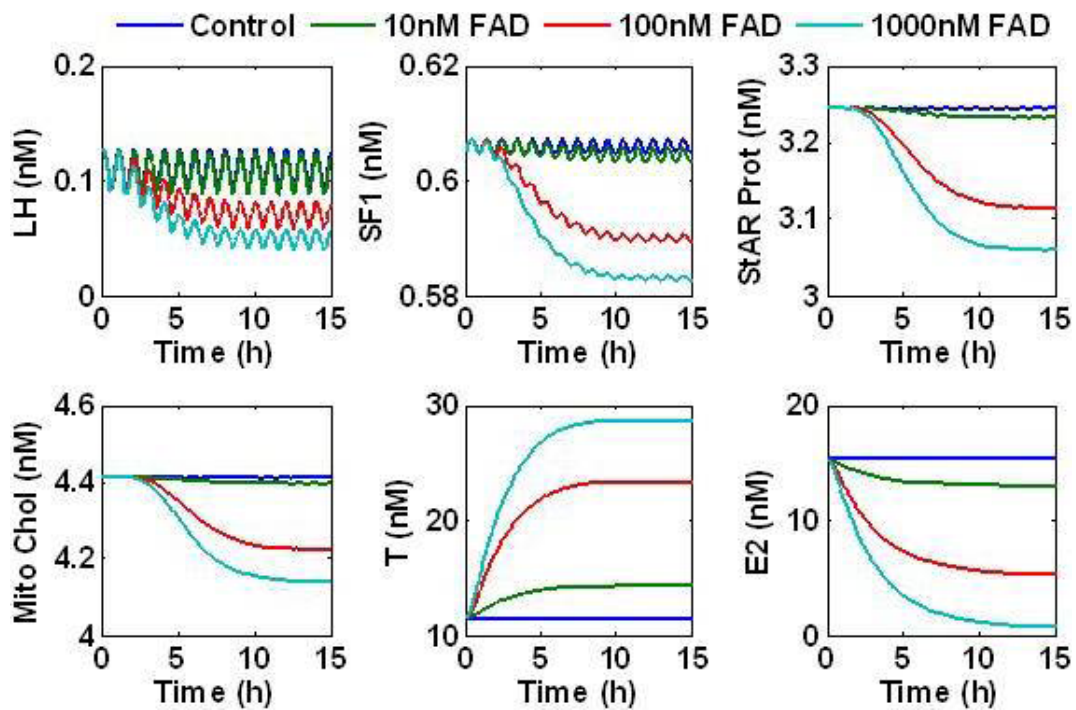 Control 10nM FAD 100nM FAD 1000nM FAD
LH (nM)
0.2
0.1
0
0 5 10 15
Time (h)
SF1 (nM)
0.62
0.6
0.58
0 5 10 15
Time (h)
StAR Prot (nM)
3.3
3.2
3.1
3
0 5 10 15
Time (h)
Mito Chol (nM)
4.6
4.4
4.2
4
0 5 10 15
Time (h)
T (nM)
30
20
10
0 5 10 15
Time (h)
E2 (nM)
20
10
0
0 5 10 15
Time (h)